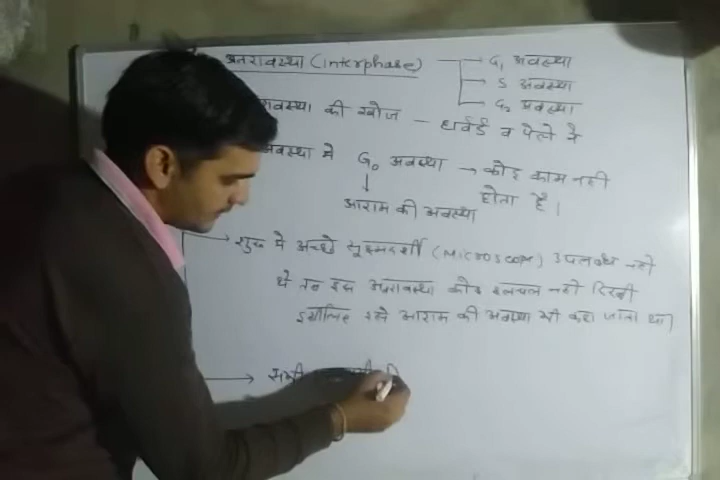 अंतरावस्था (Interphase) G₁ अवस्था
S अवस्था
G₂ अवस्था
अवस्था की खोज - हार्वर्ड व पेले ने
अवस्था मे G₀ अवस्था → कोई काम नही
होता है।
आराम की अवस्था
शुरू मे अच्छे सूक्ष्मदर्शी (Microscope) उपलब्ध नही
थे तब इस अवस्था कोई हलचल नही दिखी
इसलिए इसे आराम की अवस्था भी कहा जाता था।
सभी